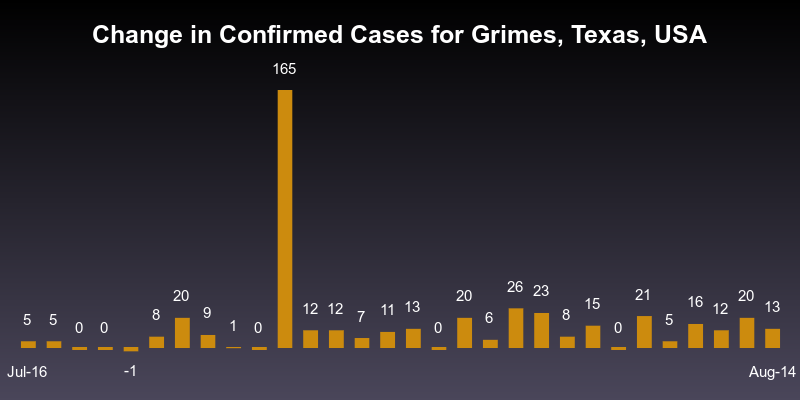 Change in Confirmed Cases for Grimes, Texas, USA
165
5 5 0 0 8 20 9 1 0 12 12 7 11 13 0 20 6 26 23 8 15 0 21 5 16 12 20 13
-1
Jul-16 Aug-14